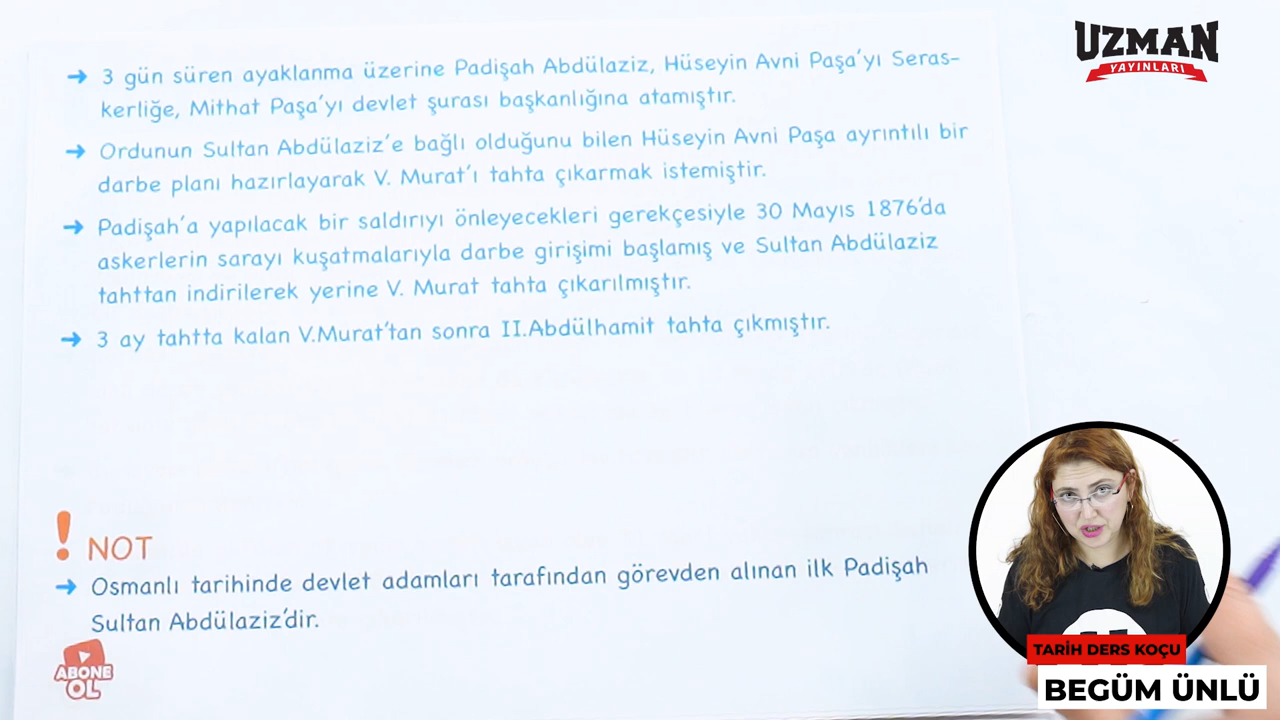 UZMAN
YAYINLARI
→ 3 gün süren ayaklanma üzerine Padişah Abdülaziz, Hüseyin Avni Paşa'yı Seras-
kerliğe, Mithat Paşa'yı devlet şurası başkanlığına atamıştır.
→ Ordunun Sultan Abdülaziz'e bağlı olduğunu bilen Hüseyin Avni Paşa ayrıntılı bir
darbe planı hazırlayarak V. Murat'ı tahta çıkarmak istemiştir.
→ Padişah'a yapılacak bir saldırıyı önleyecekleri gerekçesiyle 30 Mayıs 1876'da
askerlerin sarayı kuşatmalarıyla darbe girişimi başlamış ve Sultan Abdülaziz
tahttan indirilerek yerine V. Murat tahta çıkarılmıştır.
→ 3 ay tahtta kalan V.Murat'tan sonra II.Abdülhamit tahta çıkmıştır.
! NOT
→ Osmanlı tarihinde devlet adamları tarafından görevden alınan ilk Padişah
Sultan Abdülaziz'dir.
ABONE
OL
TARİH DERS KOÇU
BEGÜM ÜNLÜ